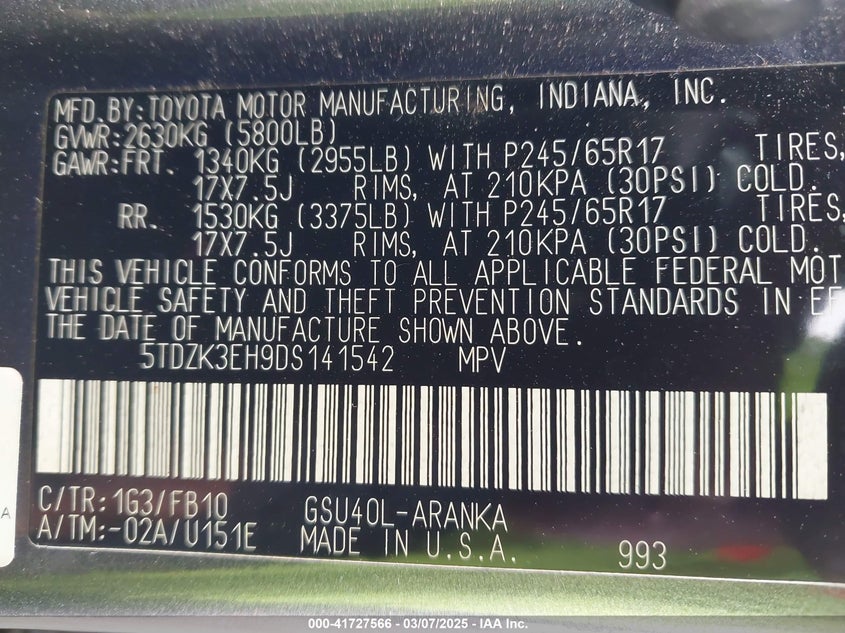 MFD. BY: TOYOTA MOTOR MANUFACTURING, INDIANA, INC.
GVWR: 2630KG (5800LB)
GAWR: FRT. 1340KG (2955LB) WITH P245/65R17 TIRES,
17X7.5J RIMS, AT 210KPA (30PSI) COLD.
RR. 1530KG (3375LB) WITH P245/65R17 TIRES,
17X7.5J RIMS, AT 210KPA (30PSI) COLD.
THIS VEHICLE CONFORMS TO ALL APPLICABLE FEDERAL MOT
VEHICLE SAFETY AND THEFT PREVENTION STANDARDS IN EF
THE DATE OF MANUFACTURE SHOWN ABOVE.
5TDZK3EH9DS141542 MPV
C/TR: 1G3/FB10 GSU40L-ARANKA
A/TM: -02A/U151E MADE IN U.S.A. 993
A
000-41727566 - 03/07/2025 - IAA Inc.